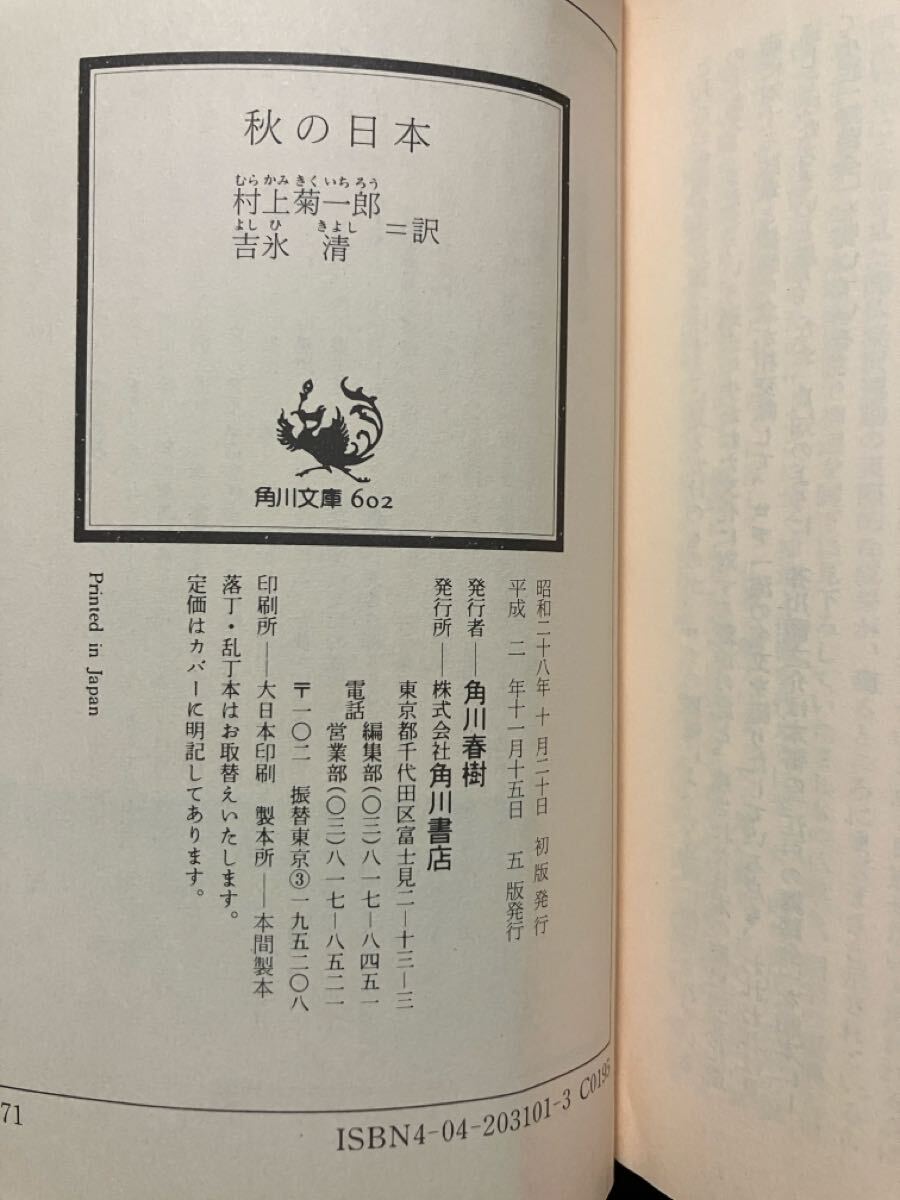 秋の日本
むらかみきくいちろう
村上菊一郎
よしひ きよし
吉氷 清
=訳
角川文庫 602
昭和二十八年 十 月二十日 初版発行
平成 二 年十一月十五日 五 版発行
発行者――角川春樹
発行所――株式会社角川書店
東京都千代田区富士見二―十三―三
電話 編集部(〇三)八一七―八四五一
営業部(〇三)八一七―八五二一
〒一〇二 振替東京③一九五二〇八
印刷所――大日本印刷 製本所――本間製本
落丁・乱丁本はお取替えいたします。
定価はカバーに明記してあります。
Printed in Japan
71
ISBN4-04-203101-3 C0195